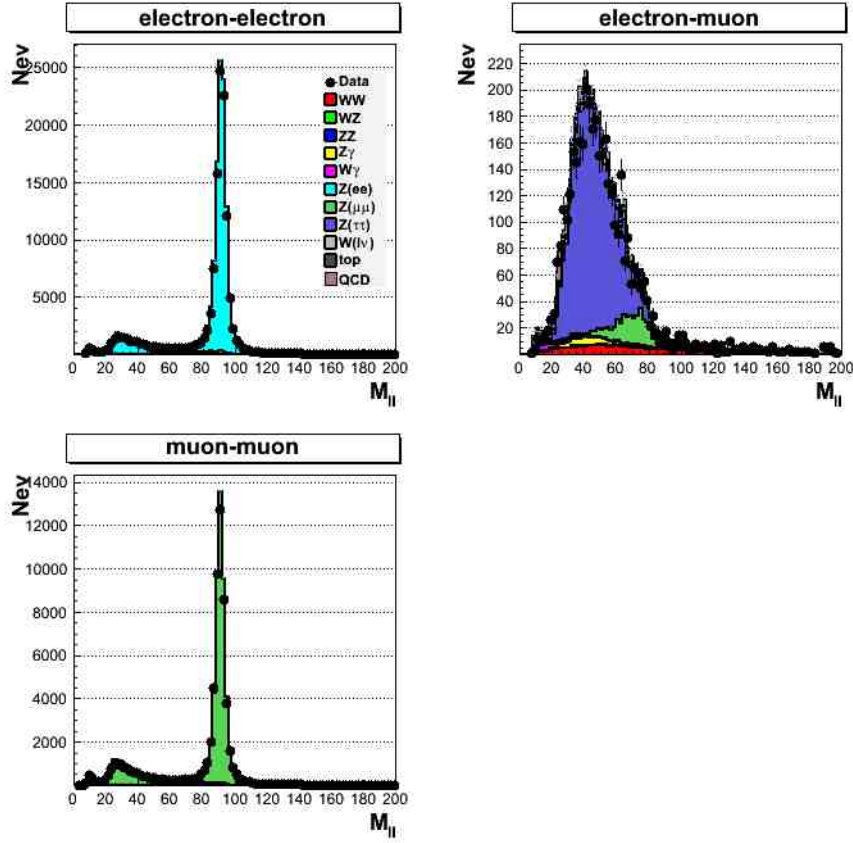 electron-electron
Nev
25000
20000
15000
10000
5000
0 20 40 60 80 100 120 140 160 180 200
M_ll
Data
WW
WZ
ZZ
Zγ
Wγ
Z(ee)
Z(μμ)
Z(ττ)
W(lν)
top
QCD
electron-muon
Nev
220
200
180
160
140
120
100
80
60
40
20
0 20 40 60 80 100 120 140 160 180 200
M_ll
muon-muon
Nev
14000
12000
10000
8000
6000
4000
2000
0 20 40 60 80 100 120 140 160 180 200
M_ll